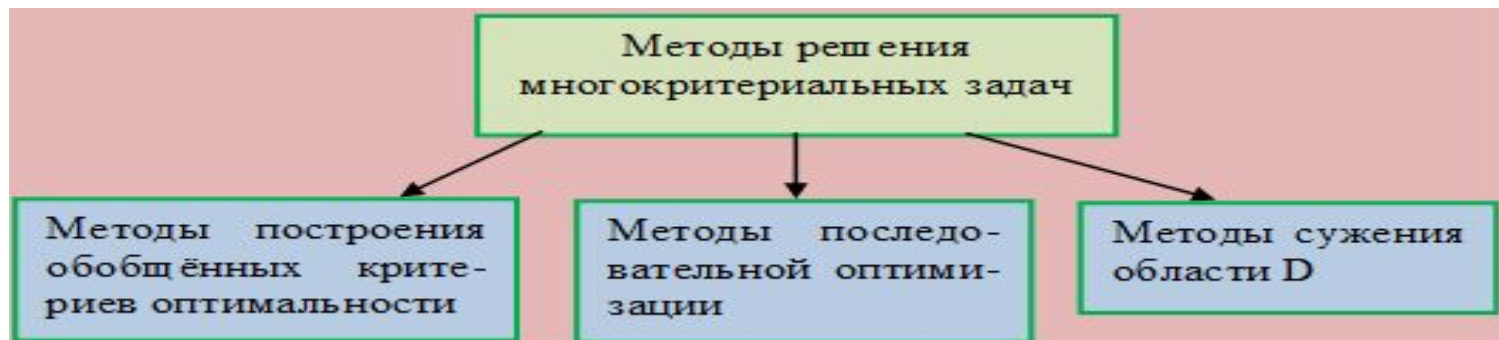 Методы решения
многокритериальных задач
Методы построения
обобщённых крите-
риев оптимальности
Методы последо-
вательной оптими-
зации
Методы сужения
области D